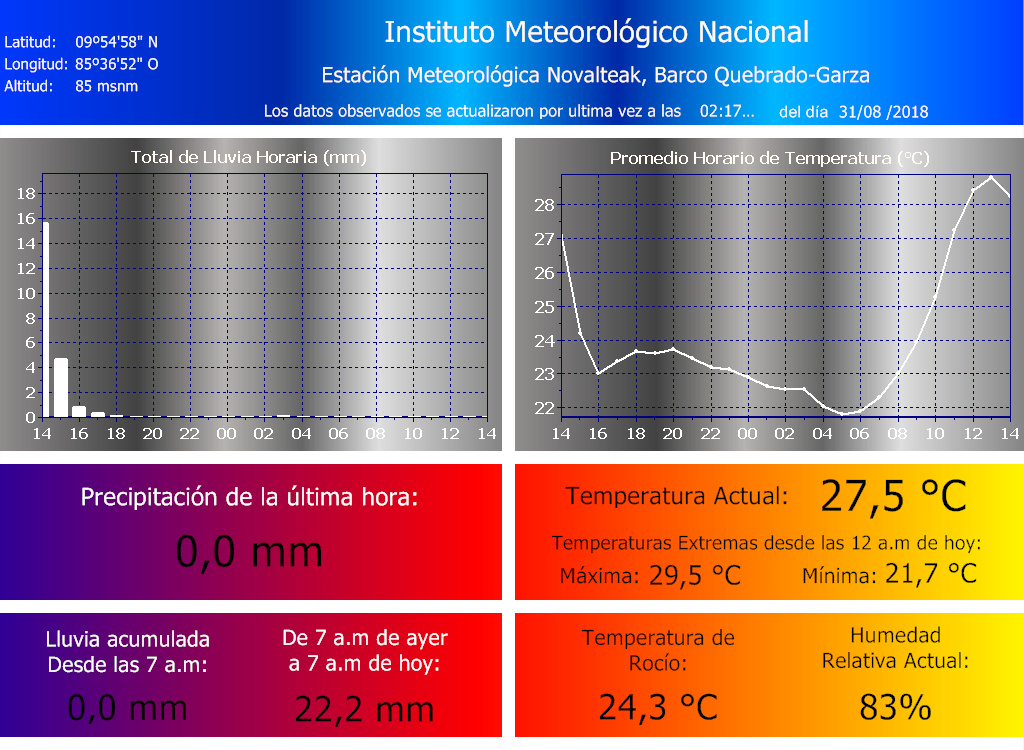 Instituto Meteorológico Nacional
Latitud: 09º54'58" N
Longitud: 85º36'52" O
Altitud: 85 msnm
Estación Meteorológica Novalteak, Barco Quebrado-Garza
Los datos observados se actualizaron por ultima vez a las 02:17... del día 31/08 /2018
Total de Lluvia Horaria (mm)
18
16
14
12
10
8
6
4
2
0
14 16 18 20 22 00 02 04 06 08 10 12 14
Promedio Horario de Temperatura (°C)
28
27
26
25
24
23
22
14 16 18 20 22 00 02 04 06 08 10 12 14
Precipitación de la última hora:
0,0 mm
Temperatura Actual: 27,5 °C
Temperaturas Extremas desde las 12 a.m de hoy:
Máxima: 29,5 °C Mínima: 21,7 °C
Lluvia acumulada
Desde las 7 a.m:
0,0 mm
De 7 a.m de ayer
a 7 a.m de hoy:
22,2 mm
Temperatura de
Rocío:
24,3 °C
Humedad
Relativa Actual:
83%